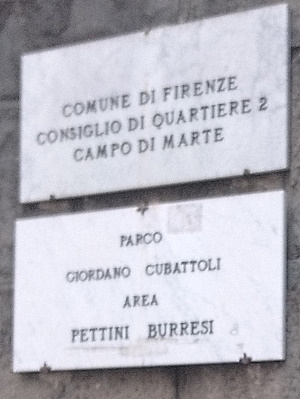 COMUNE DI FIRENZE
CONSIGLIO DI QUARTIERE 2
CAMPO DI MARTE
PARCO
GIORDANO CUBATTOLI
AREA
PETTINI BURRESI